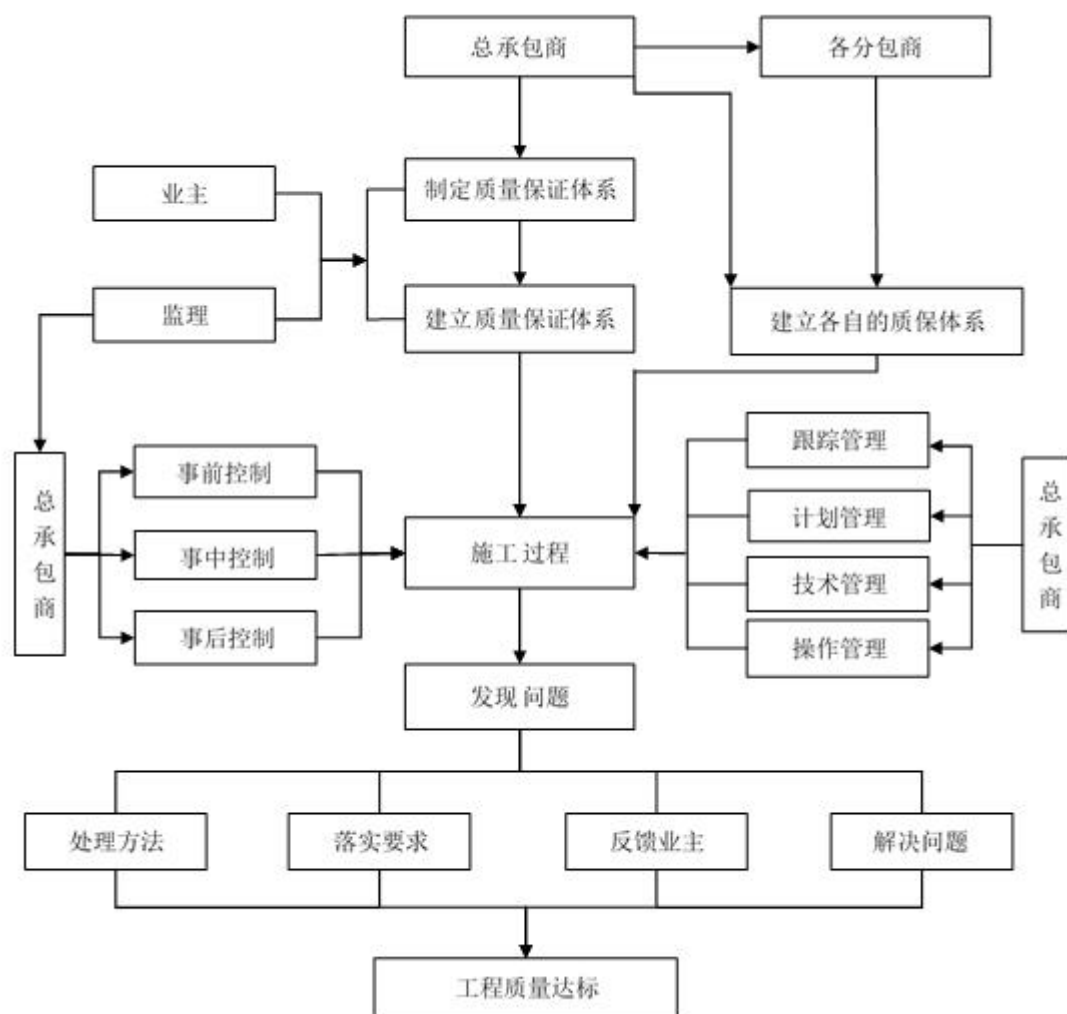 总承包商
各分包商
业主
制定质量保证体系
监理
建立质量保证体系
建立各自的质保体系
总承包商
事前控制
事中控制
事后控制
施工过程
跟踪管理
计划管理
技术管理
操作管理
总承包商
发现问题
处理方法
落实要求
反馈业主
解决问题
工程质量达标